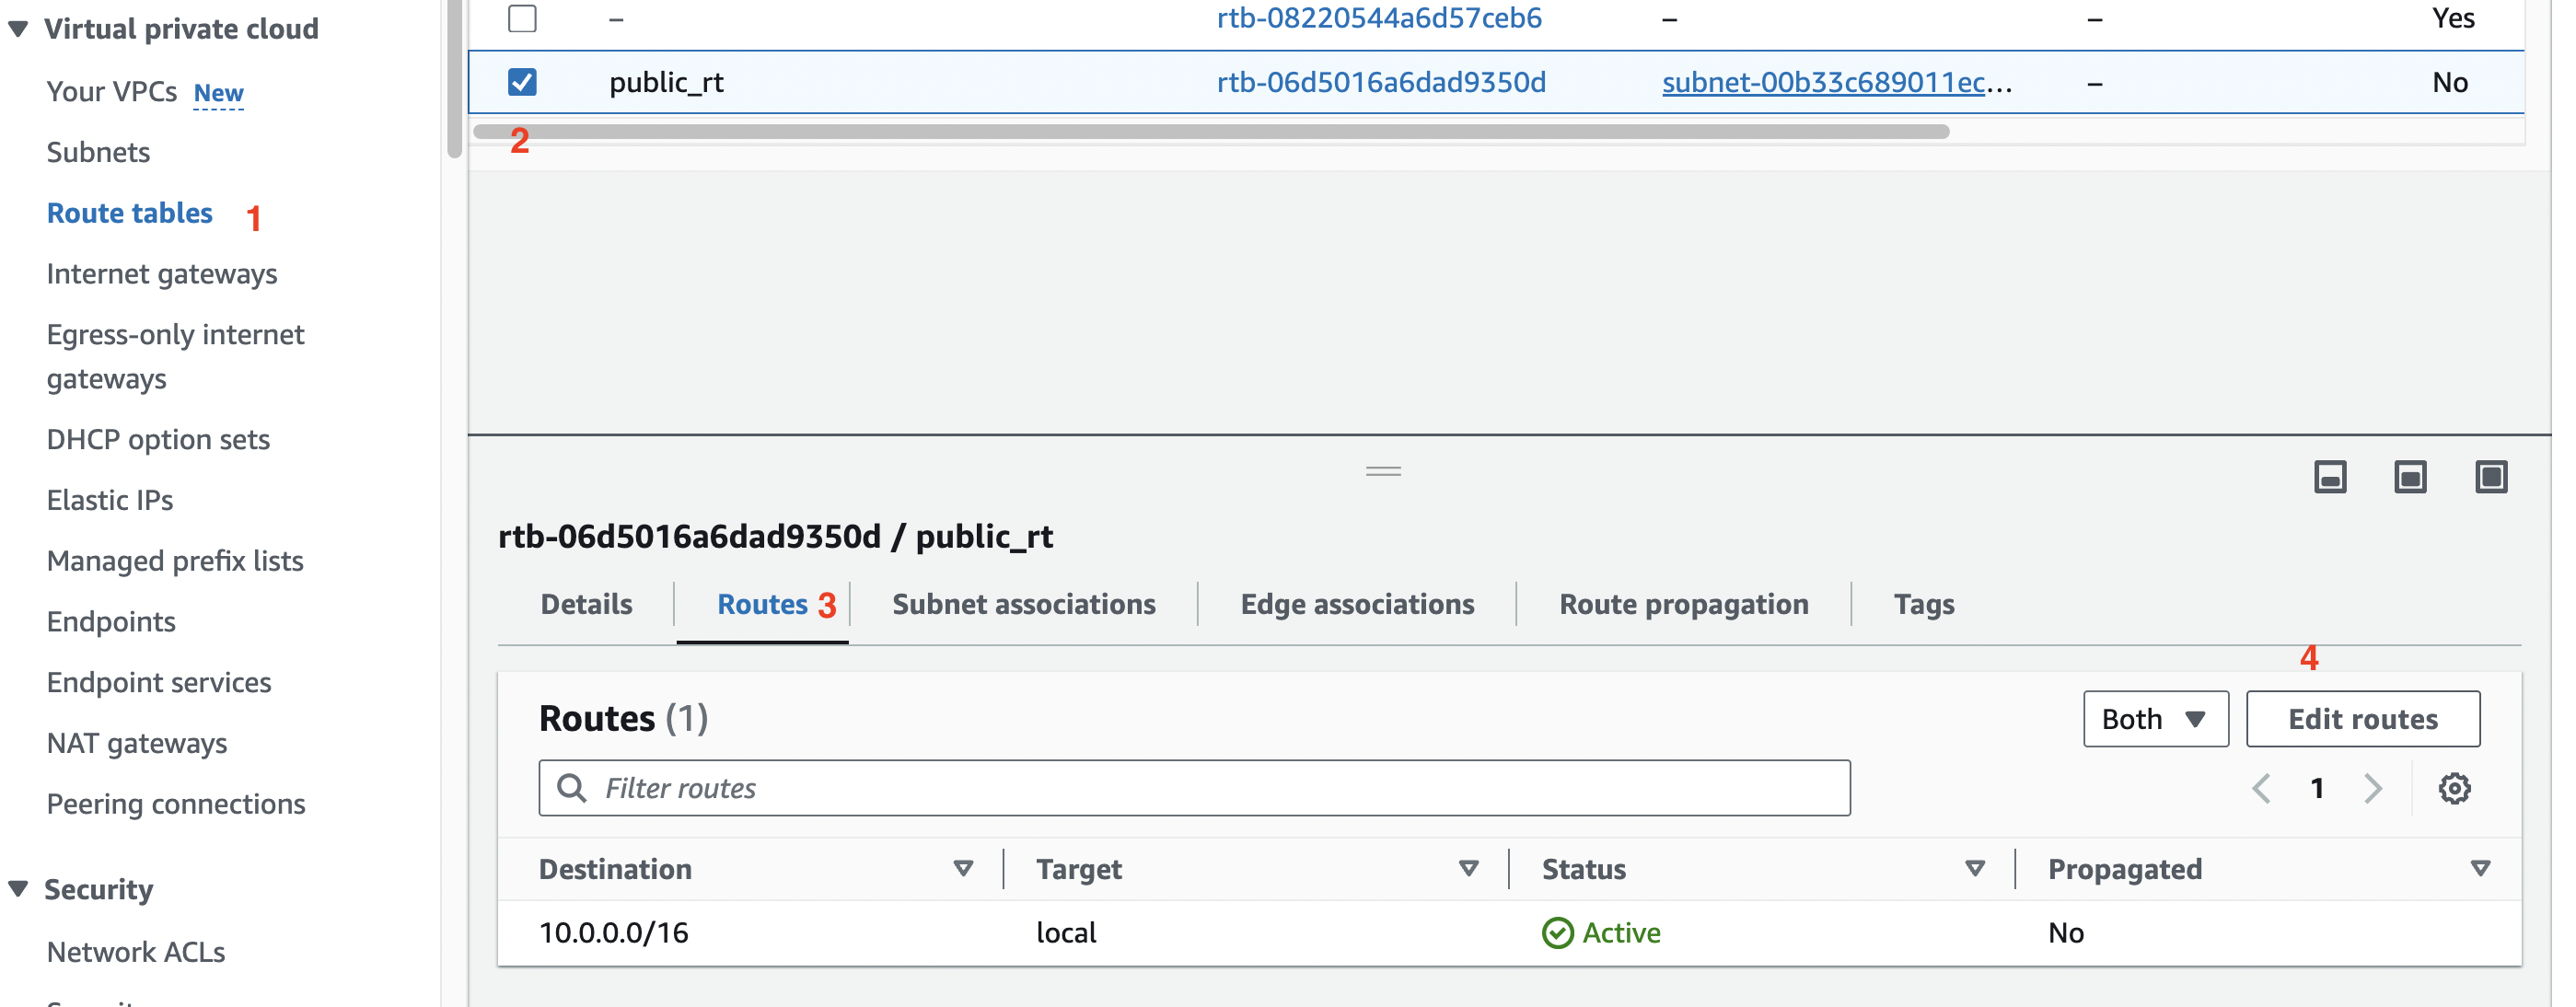 Virtual private cloud
Your VPCs New
Subnets
Route tables 1
Internet gateways
Egress-only internet
gateways
DHCP option sets
Elastic IPs
Managed prefix lists
Endpoints
Endpoint services
NAT gateways
Peering connections
Security
Network ACLs
– rtb-08220544a6d57ceb6 – – Yes
public_rt rtb-06d5016a6dad9350d subnet-00b33c689011ec... – No
2
rtb-06d5016a6dad9350d / public_rt
Details Routes 3 Subnet associations Edge associations Route propagation Tags
4
Routes (1) Both Edit routes
Filter routes 1
Destination Target Status Propagated
10.0.0.0/16 local Active No